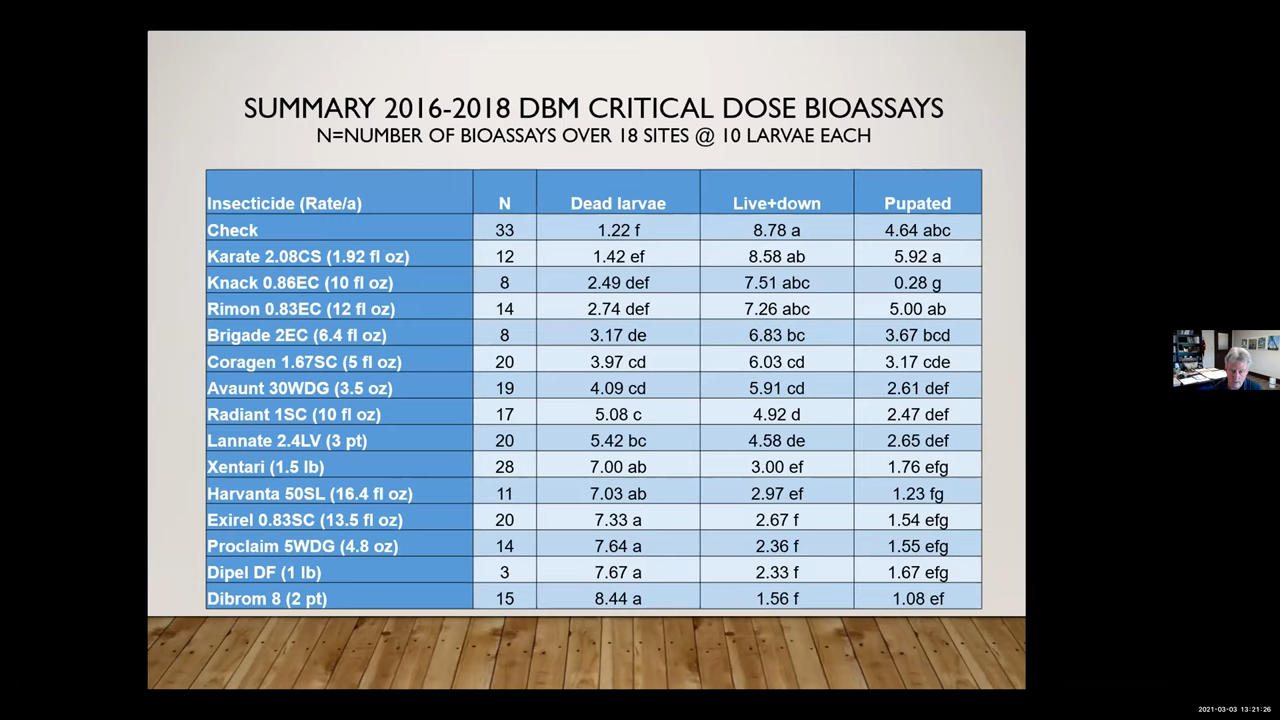 SUMMARY 2016-2018 DBM CRITICAL DOSE BIOASSAYS
N=NUMBER OF BIOASSAYS OVER 18 SITES @ 10 LARVAE EACH
Insecticide (Rate/a) N Dead larvae Live+down Pupated
Check 33 1.22 f 8.78 a 4.64 abc
Karate 2.08CS (1.92 fl oz) 12 1.42 ef 8.58 ab 5.92 a
Knack 0.86EC (10 fl oz) 8 2.49 def 7.51 abc 0.28 g
Rimon 0.83EC (12 fl oz) 14 2.74 def 7.26 abc 5.00 ab
Brigade 2EC (6.4 fl oz) 8 3.17 de 6.83 bc 3.67 bcd
Coragen 1.67SC (5 fl oz) 20 3.97 cd 6.03 cd 3.17 cde
Avaunt 30WDG (3.5 oz) 19 4.09 cd 5.91 cd 2.61 def
Radiant 1SC (10 fl oz) 17 5.08 c 4.92 d 2.47 def
Lannate 2.4LV (3 pt) 20 5.42 bc 4.58 de 2.65 def
Xentari (1.5 lb) 28 7.00 ab 3.00 ef 1.76 efg
Harvanta 50SL (16.4 fl oz) 11 7.03 ab 2.97 ef 1.23 fg
Exirel 0.83SC (13.5 fl oz) 20 7.33 a 2.67 f 1.54 efg
Proclaim 5WDG (4.8 oz) 14 7.64 a 2.36 f 1.55 efg
Dipel DF (1 lb) 3 7.67 a 2.33 f 1.67 efg
Dibrom 8 (2 pt) 15 8.44 a 1.56 f 1.08 ef
2021-03-03 13:21:26